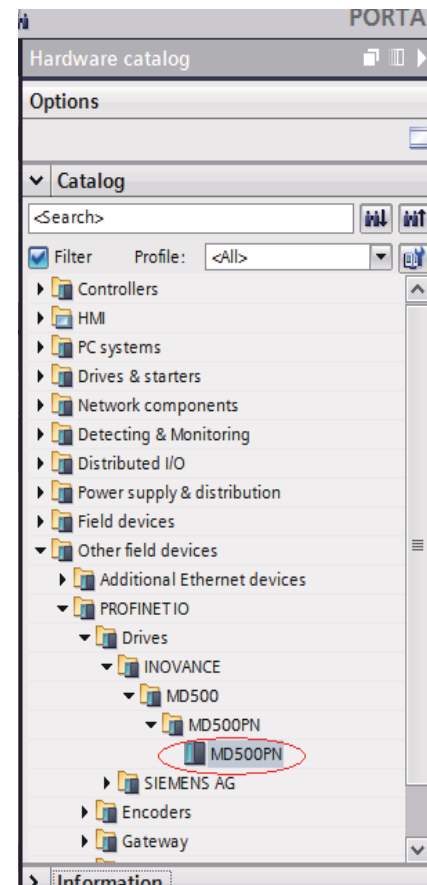 PORTA
Hardware catalog
Options
Catalog
<Search>
Filter Profile: <All>
Controllers
HMI
PC systems
Drives & starters
Network components
Detecting & Monitoring
Distributed I/O
Power supply & distribution
Field devices
Other field devices
Additional Ethernet devices
PROFINET IO
Drives
INOVANCE
MD500
MD500PN
MD500PN
SIEMENS AG
Encoders
Gateway
Information